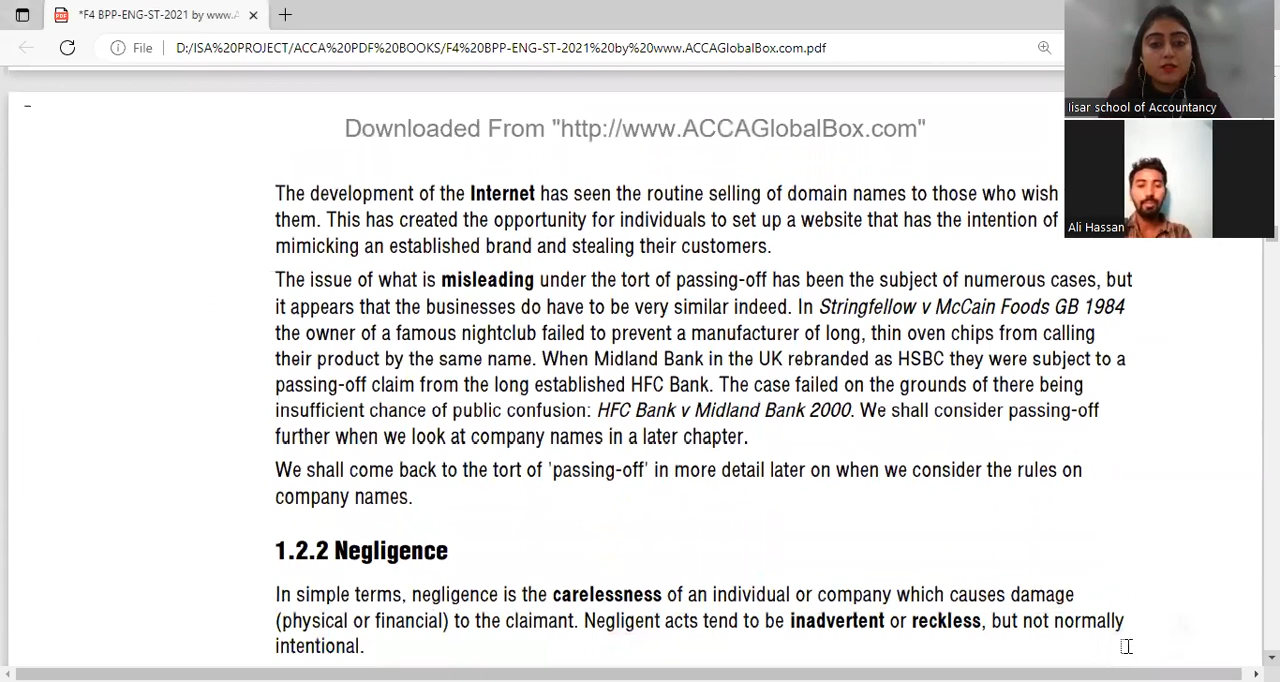 *F4 BPP-ENG-ST-2021 by www.A
File
D:/ISA%20PROJECT/ACCA%20PDF%20BOOKS/F4%20BPP-ENG-ST-2021%20by%20www.ACCAGlobalBox.com.pdf
Iisar school of Accountancy
Ali Hassan
Downloaded From "http://www.ACCAGlobalBox.com"
The development of the Internet has seen the routine selling of domain names to those who wish
them. This has created the opportunity for individuals to set up a website that has the intention of
mimicking an established brand and stealing their customers.
The issue of what is misleading under the tort of passing-off has been the subject of numerous cases, but
it appears that the businesses do have to be very similar indeed. In Stringfellow v McCain Foods GB 1984
the owner of a famous nightclub failed to prevent a manufacturer of long, thin oven chips from calling
their product by the same name. When Midland Bank in the UK rebranded as HSBC they were subject to a
passing-off claim from the long established HFC Bank. The case failed on the grounds of there being
insufficient chance of public confusion: HFC Bank v Midland Bank 2000. We shall consider passing-off
further when we look at company names in a later chapter.
We shall come back to the tort of 'passing-off' in more detail later on when we consider the rules on
company names.
1.2.2 Negligence
In simple terms, negligence is the carelessness of an individual or company which causes damage
(physical or financial) to the claimant. Negligent acts tend to be inadvertent or reckless, but not normally
intentional.